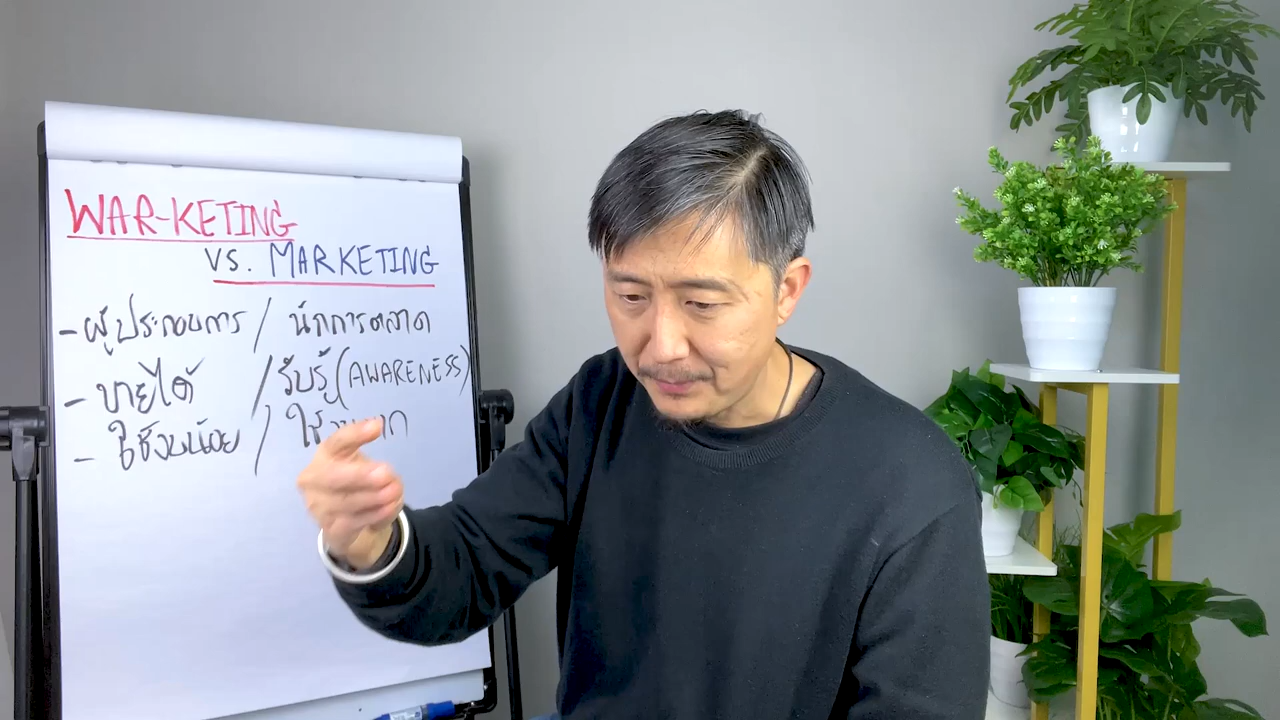 WAR-KETING
VS. MARKETING
- ผู้ประกอบการ / นักการตลาด
- ขายได้ / รับรู้ (AWARENESS)
- ใช้งบน้อย / ใช้